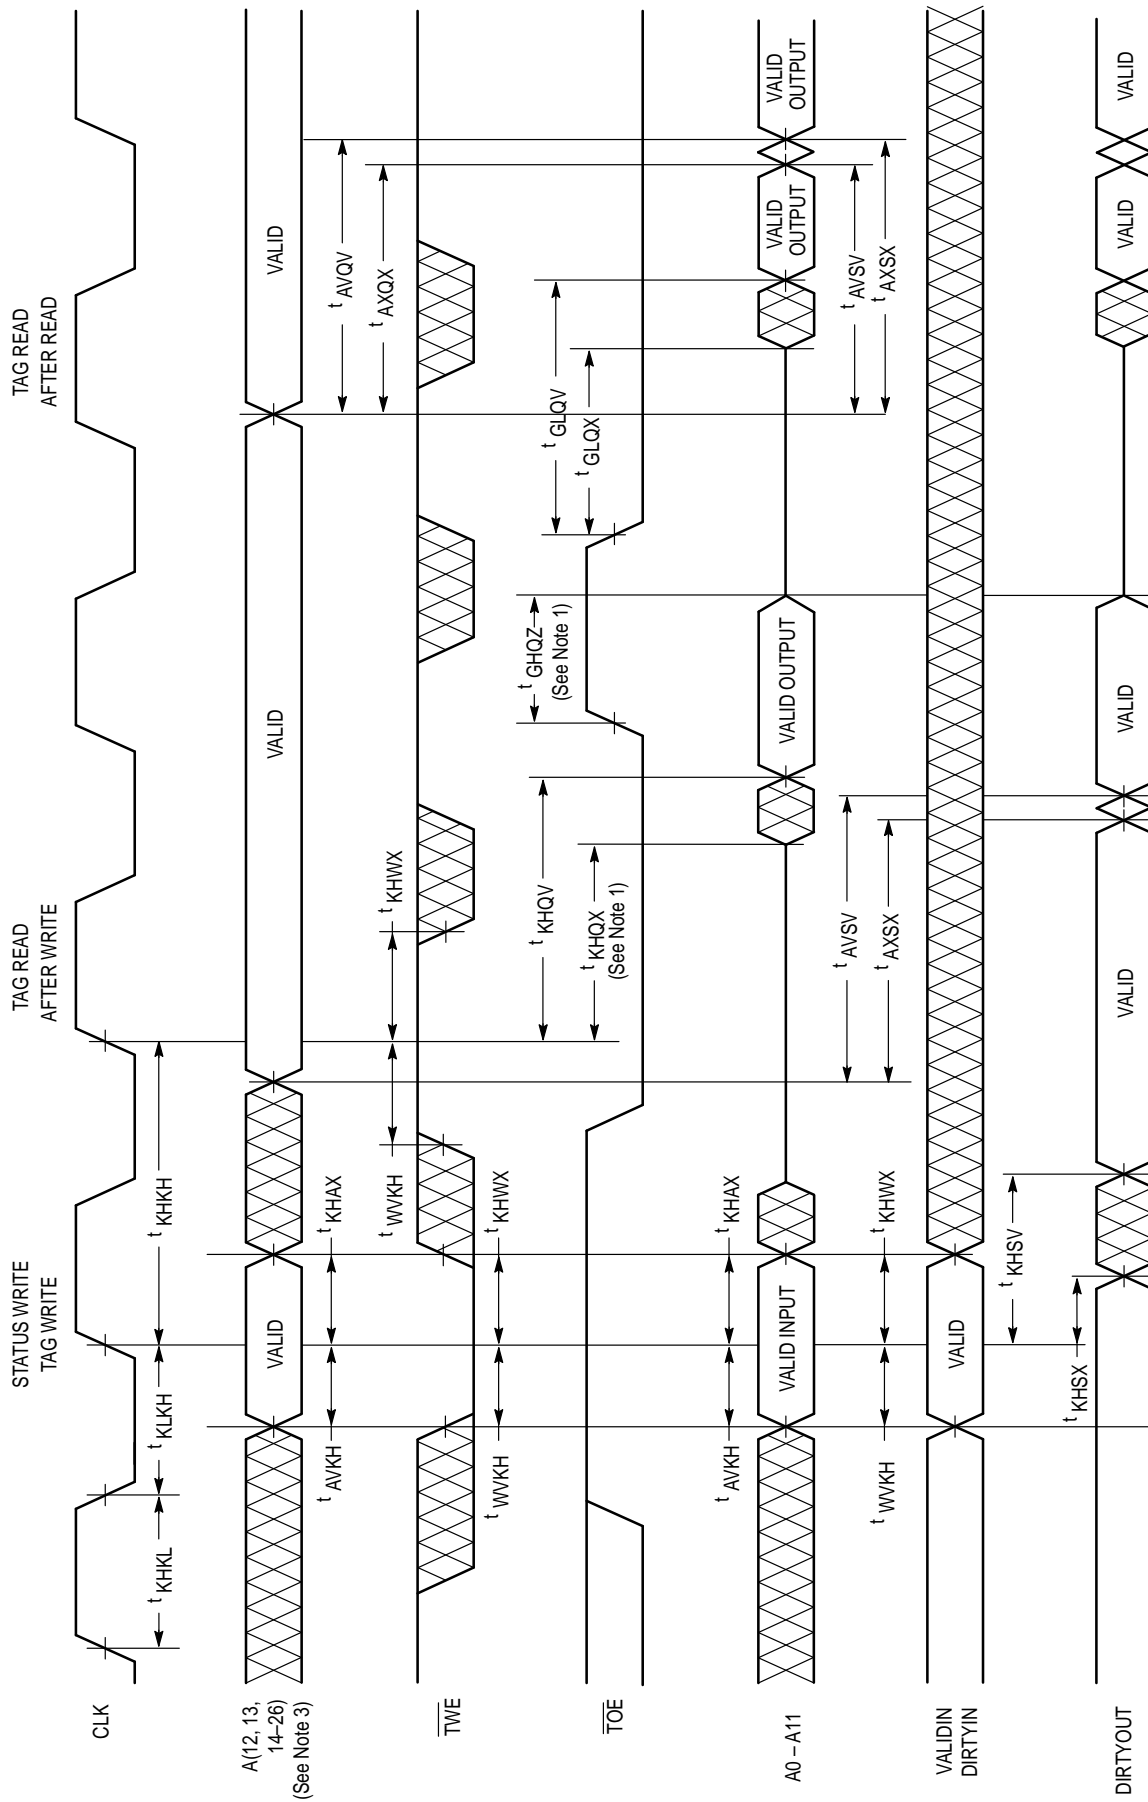 STATUS WRITE
TAG WRITE
TAG READ
AFTER WRITE
TAG READ
AFTER READ
CLK
t KHKL
t KLKH
t KHKH
A(12, 13,
14–26)
(See Note 3)
VALID
VALID
VALID
t AVKH
t KHAX
t AVQV
t AXQX
TWE
t WVKH
t KHWX
t WVKH
t KHWX
TOE
t KHQV
t KHQX
(See Note 1)
t GHQZ
(See Note 1)
t GLQV
t GLQX
A0 – A11
t AVKH
t KHAX
VALID INPUT
VALID OUTPUT
VALID
OUTPUT
VALID
OUTPUT
t AVSV
t AXSX
t AVSV
t AXSX
VALIDIN
DIRTYIN
t WVKH
t KHWX
VALID
t KHSV
t KHSX
DIRTYOUT
VALID
VALID
VALID
VALID